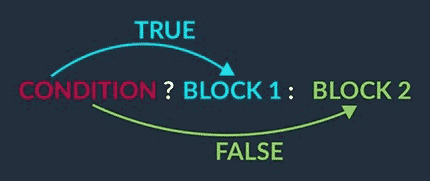 TRUE
CONDITION ? BLOCK 1 : BLOCK 2
FALSE